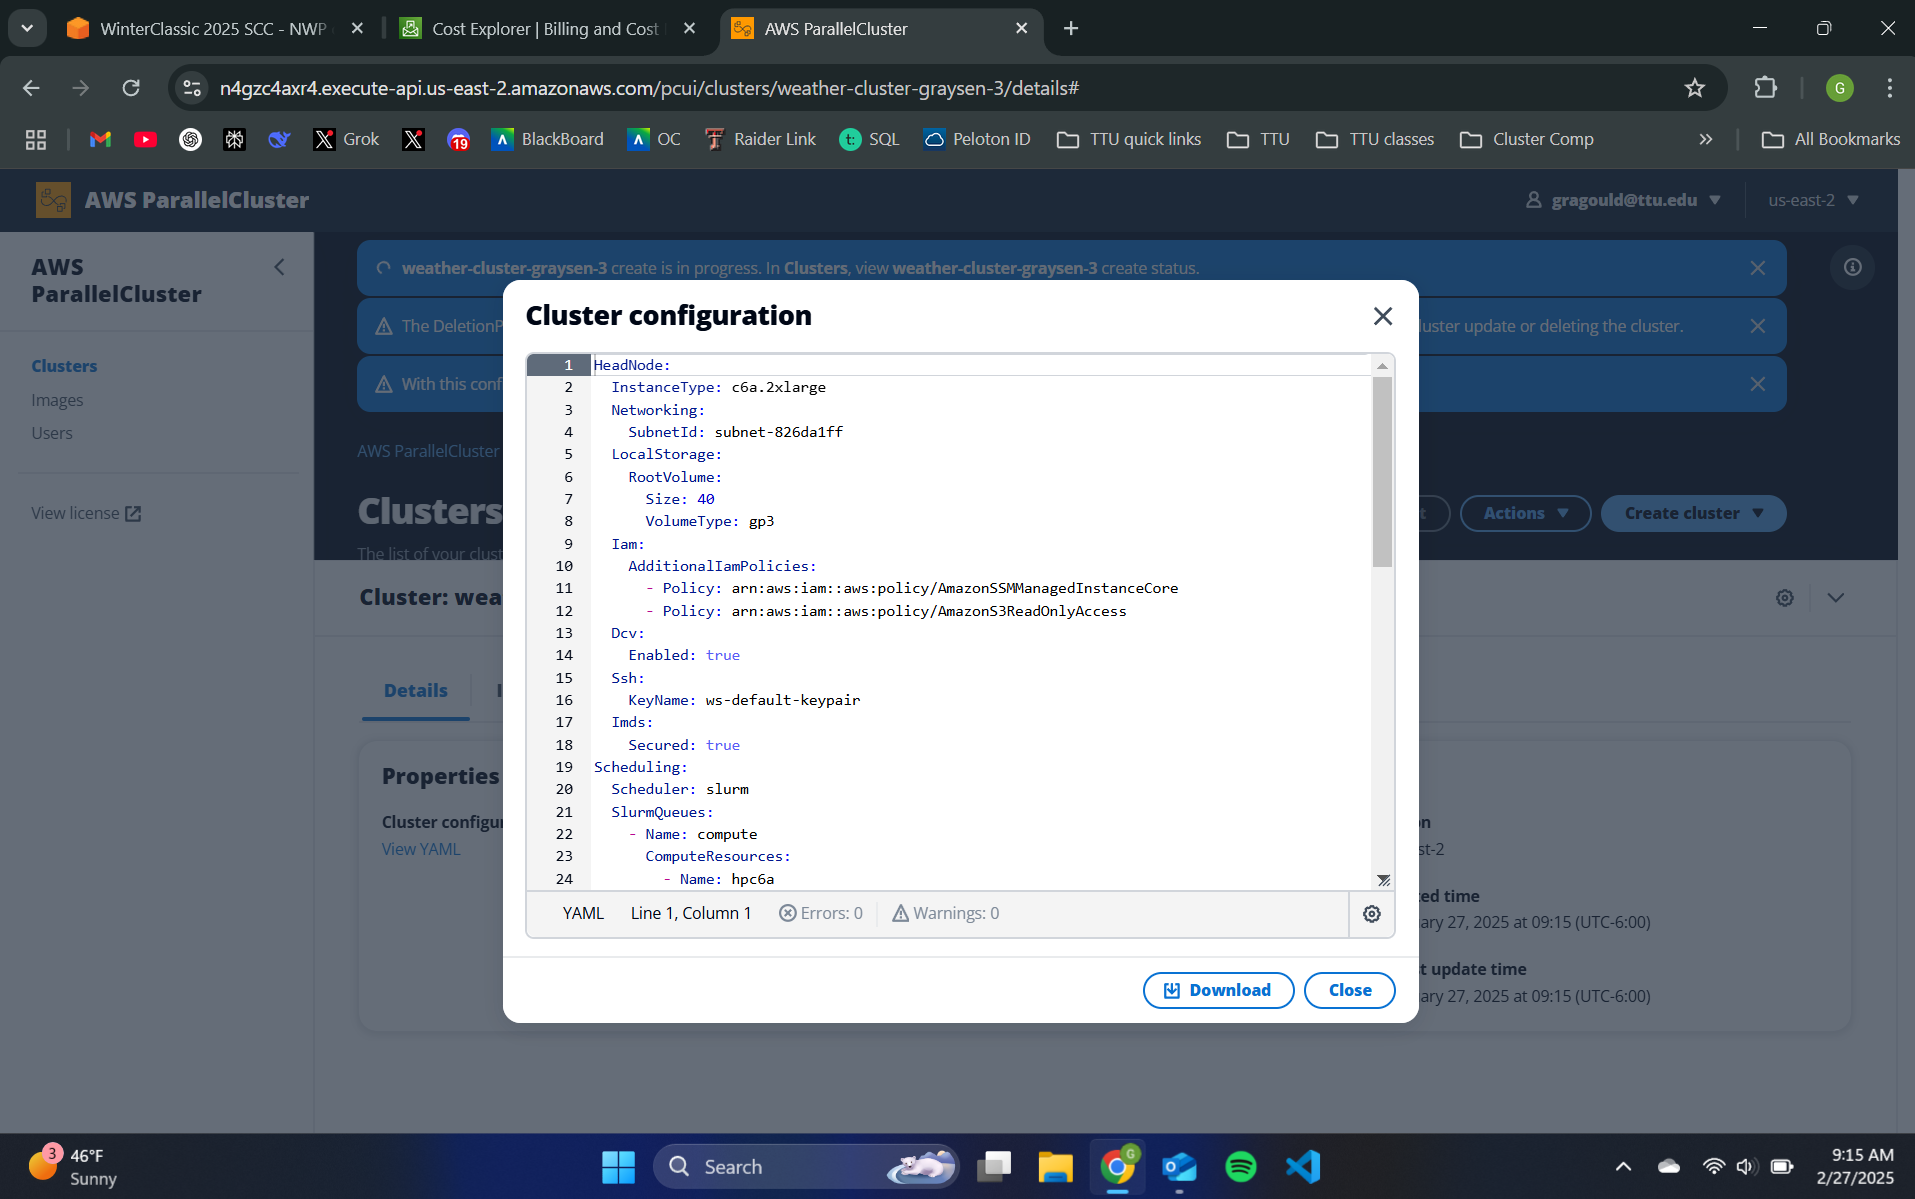 WinterClassic 2025 SCC - NWP
Cost Explorer | Billing and Cost
AWS ParallelCluster
n4gzc4axr4.execute-api.us-east-2.amazonaws.com/pcui/clusters/weather-cluster-graysen-3/details#
G
Grok
19
BlackBoard
OC
Raider Link
SQL
Peloton ID
TTU quick links
TTU
TTU classes
Cluster Comp
All Bookmarks
AWS ParallelCluster
gragould@ttu.edu
us-east-2
AWS ParallelCluster
weather-cluster-graysen-3 create is in progress. In Clusters, view weather-cluster-graysen-3 create status.
The DeletionP
luster update or deleting the cluster.
With this conf
Clusters
Images
Users
View license
AWS ParallelCluster
Clusters
t
Actions
Create cluster
The list of your clust
Cluster: wea
Details
I
Properties
Cluster configur
View YAML
n
st-2
ed time
ary 27, 2025 at 09:15 (UTC-6:00)
t update time
ary 27, 2025 at 09:15 (UTC-6:00)
Cluster configuration
1 HeadNode:
2 InstanceType: c6a.2xlarge
3 Networking:
4 SubnetId: subnet-826da1ff
5 LocalStorage:
6 RootVolume:
7 Size: 40
8 VolumeType: gp3
9 Iam:
10 AdditionalIamPolicies:
11 - Policy: arn:aws:iam::aws:policy/AmazonSSMManagedInstanceCore
12 - Policy: arn:aws:iam::aws:policy/AmazonS3ReadOnlyAccess
13 Dcv:
14 Enabled: true
15 Ssh:
16 KeyName: ws-default-keypair
17 Imds:
18 Secured: true
19 Scheduling:
20 Scheduler: slurm
21 SlurmQueues:
22 - Name: compute
23 ComputeResources:
24 - Name: hpc6a
YAML Line 1, Column 1 Errors: 0 Warnings: 0
Download
Close
3
46°F
Sunny
Search
G
9:15 AM
2/27/2025